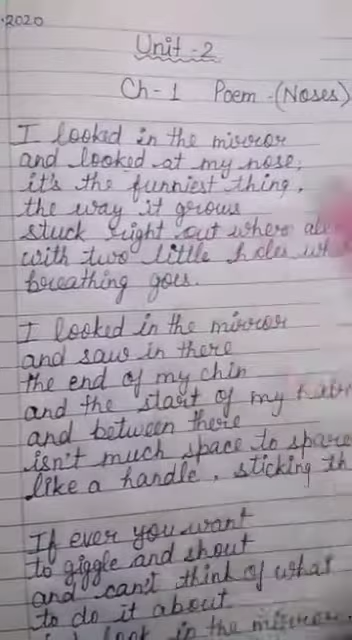 .2020
Unit - 2
Ch - 1 Poem - (Noses)
I looked in the mirror
and looked at my nose;
it's the funniest thing,
the way it grows
stuck right out where
with two little holes
breathing goes.
I looked in the mirror
and saw in there
the end of my chin
and the start of my
and between there
isn't much space to spare
like a handle, sticking
If ever you want
to giggle and shout
and can't think of what
to do it about
look in the mirror